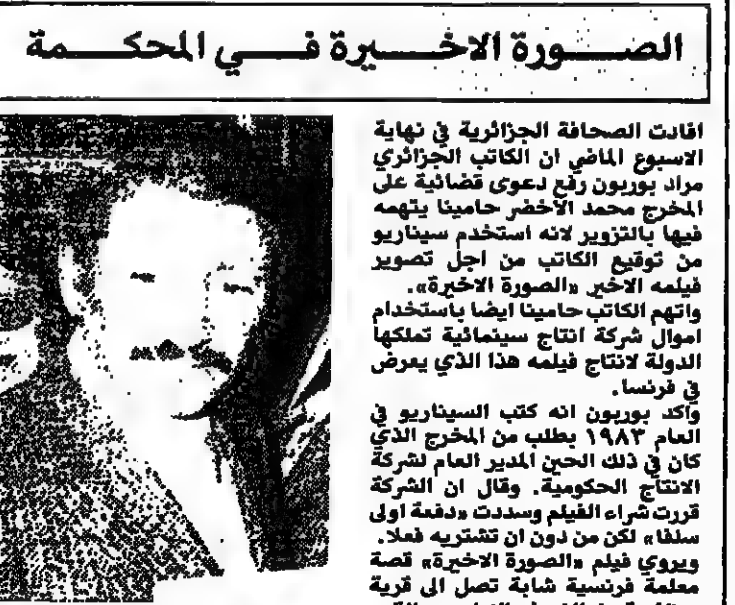 الصـــورة الاخـــيرة فـــي المحكـــمة
افادت الصحافة الجزائرية في نهاية
الاسبوع الماضي ان الكاتب الجزائري
مراد بوربون رفع دعوى قضائية على
المخرج محمد الاخضر حامينا يتهمه
فيها بالتزوير لانه استخدم سيناريو
من توقيع الكاتب من اجل تصوير
فيلمه الاخير «الصورة الاخيرة».
واتهم الكاتب حامينا ايضا باستخدام
اموال شركة انتاج سينمائية تملكها
الدولة لانتاج فيلمه هذا الذي يعرض
في فرنسا.
واكد بوربون انه كتب السيناريو في
العام ١٩٨٣ بطلب من المخرج الذي
كان في ذلك الحين المدير العام لشركة
الانتاج الحكومية. وقال ان الشركة
قررت شراء الفيلم وسددت «دفعة اولى
سلفا» لكن من دون ان تشتريه فعلا.
ويروي فيلم «الصورة الاخيرة» قصة
معلمة فرنسية شابة تصل الى قرية